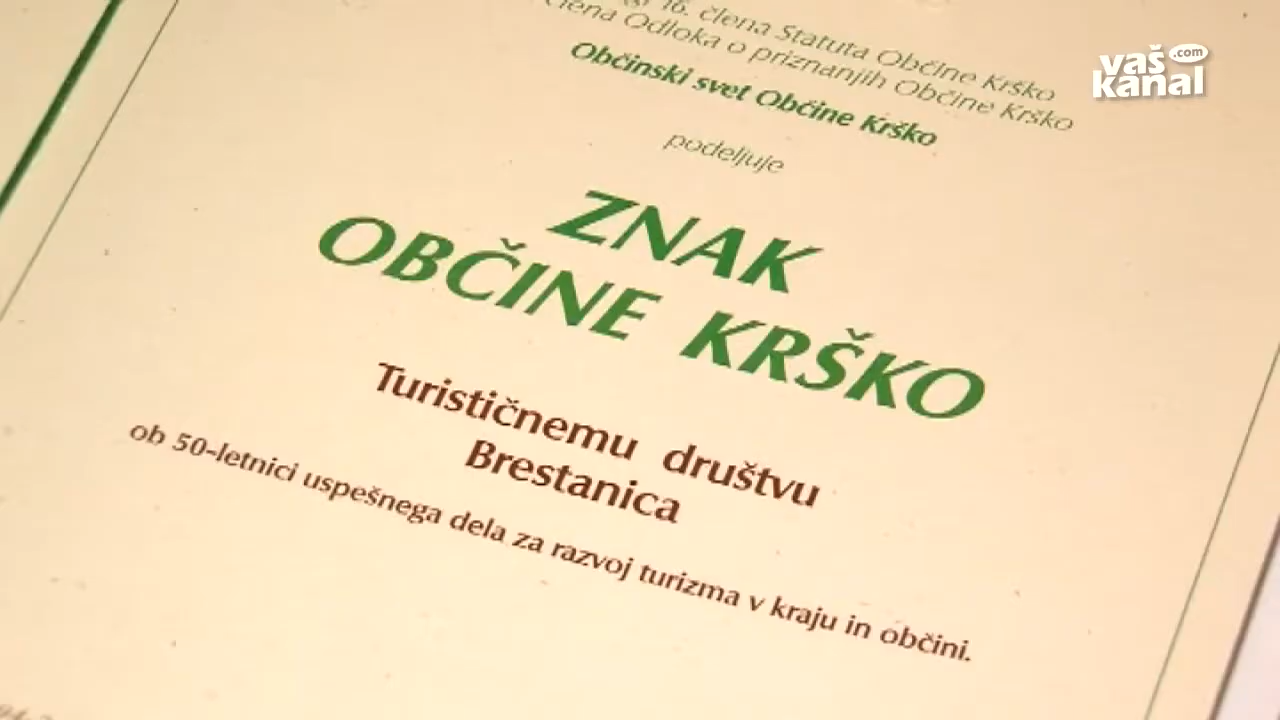 16. člena Statuta Občine Krško
člena Odloka o priznanjih Občine Krško
Občinski svet Občine Krško
podeljuje
ZNAK
OBČINE KRŠKO
Turističnemu društvu
Brestanica
ob 50-letnici uspešnega dela za razvoj turizma v kraju in občini.
vaš
kanal
.com